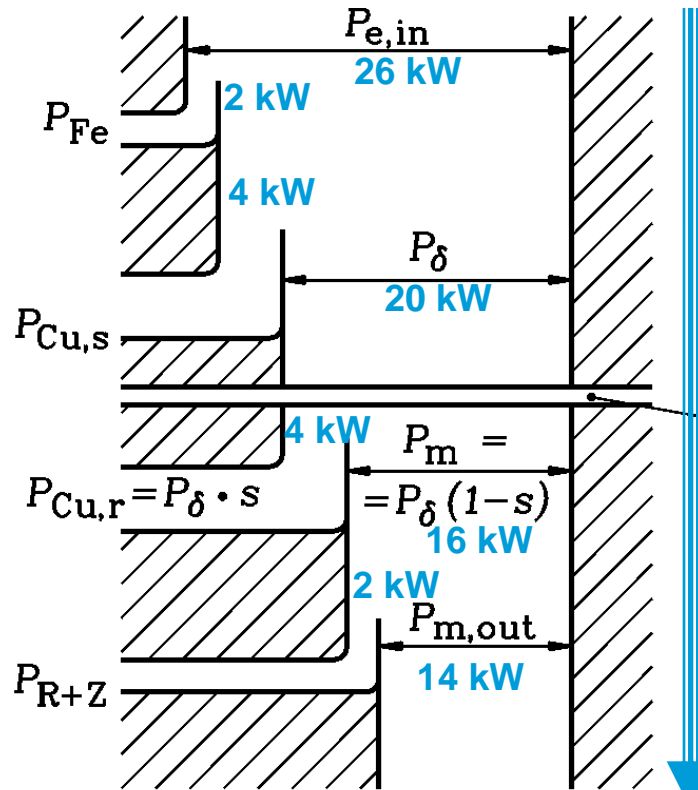 P_e,in
26 kW
2 kW
P_Fe
4 kW
P_δ
20 kW
P_Cu,s
4 kW
P_m =
P_Cu,r = P_δ • s
= P_δ (1-s)
16 kW
2 kW
P_m,out
P_R+Z
14 kW